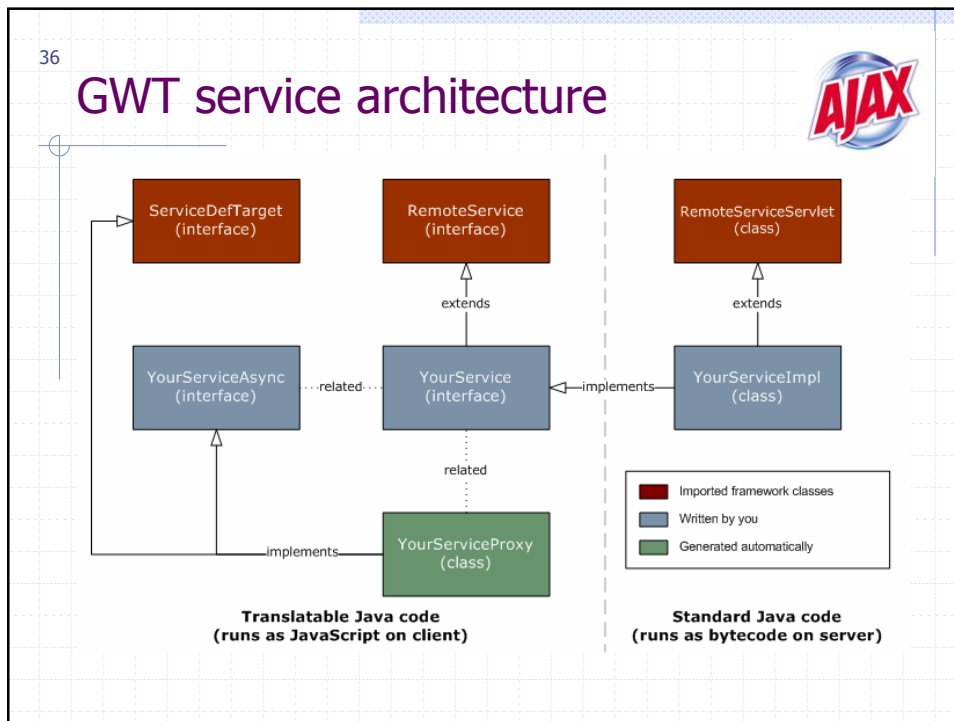 36
GWT service architecture
AJAX
ServiceDefTarget
(interface)
RemoteService
(interface)
RemoteServiceServlet
(class)
extends
extends
YourServiceAsync
(interface)
related
YourService
(interface)
implements
YourServiceImpl
(class)
related
Imported framework classes
Written by you
Generated automatically
implements
YourServiceProxy
(class)
Translatable Java code
(runs as JavaScript on client)
Standard Java code
(runs as bytecode on server)